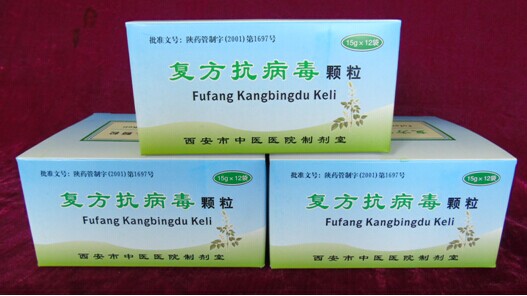 批准文号：陕药管制字(2001)第1697号
15g×12袋
复方抗病毒颗粒
Fufang Kangbingdu Keli
西安市中医医院制剂室
批准文号：陕药管制字(2001)第1697号
15g×12袋
复方抗病毒颗粒
Fufang Kangbingdu Keli
西安市中医医院制剂室
批准文号：陕药管制字(2001)第1697号
15g×12袋
复方抗病毒颗粒
Fufang Kangbingdu Keli
西安市中医医院制剂室